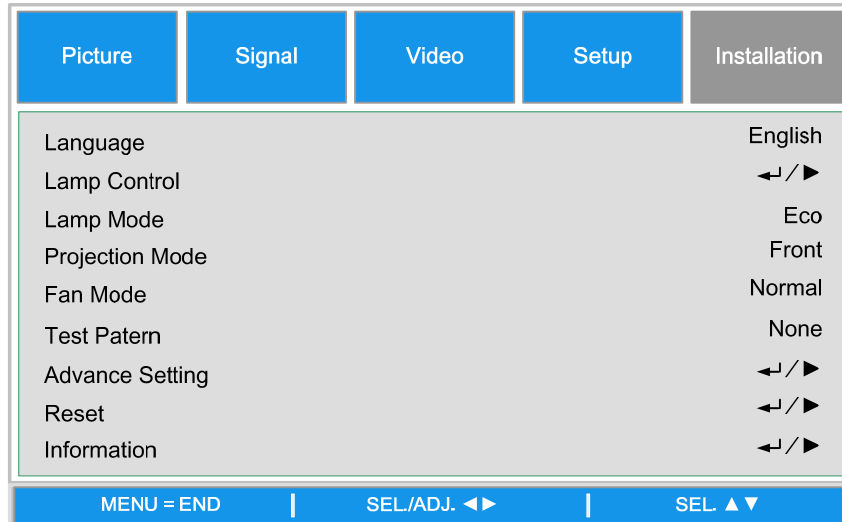 Picture Signal Video Setup Installation
Language English
Lamp Control ↵/▶
Lamp Mode Eco
Projection Mode Front
Fan Mode Normal
Test Patern None
Advance Setting ↵/▶
Reset ↵/▶
Information ↵/▶
MENU = END | SEL./ADJ. ◀▶ | SEL. ▲▼